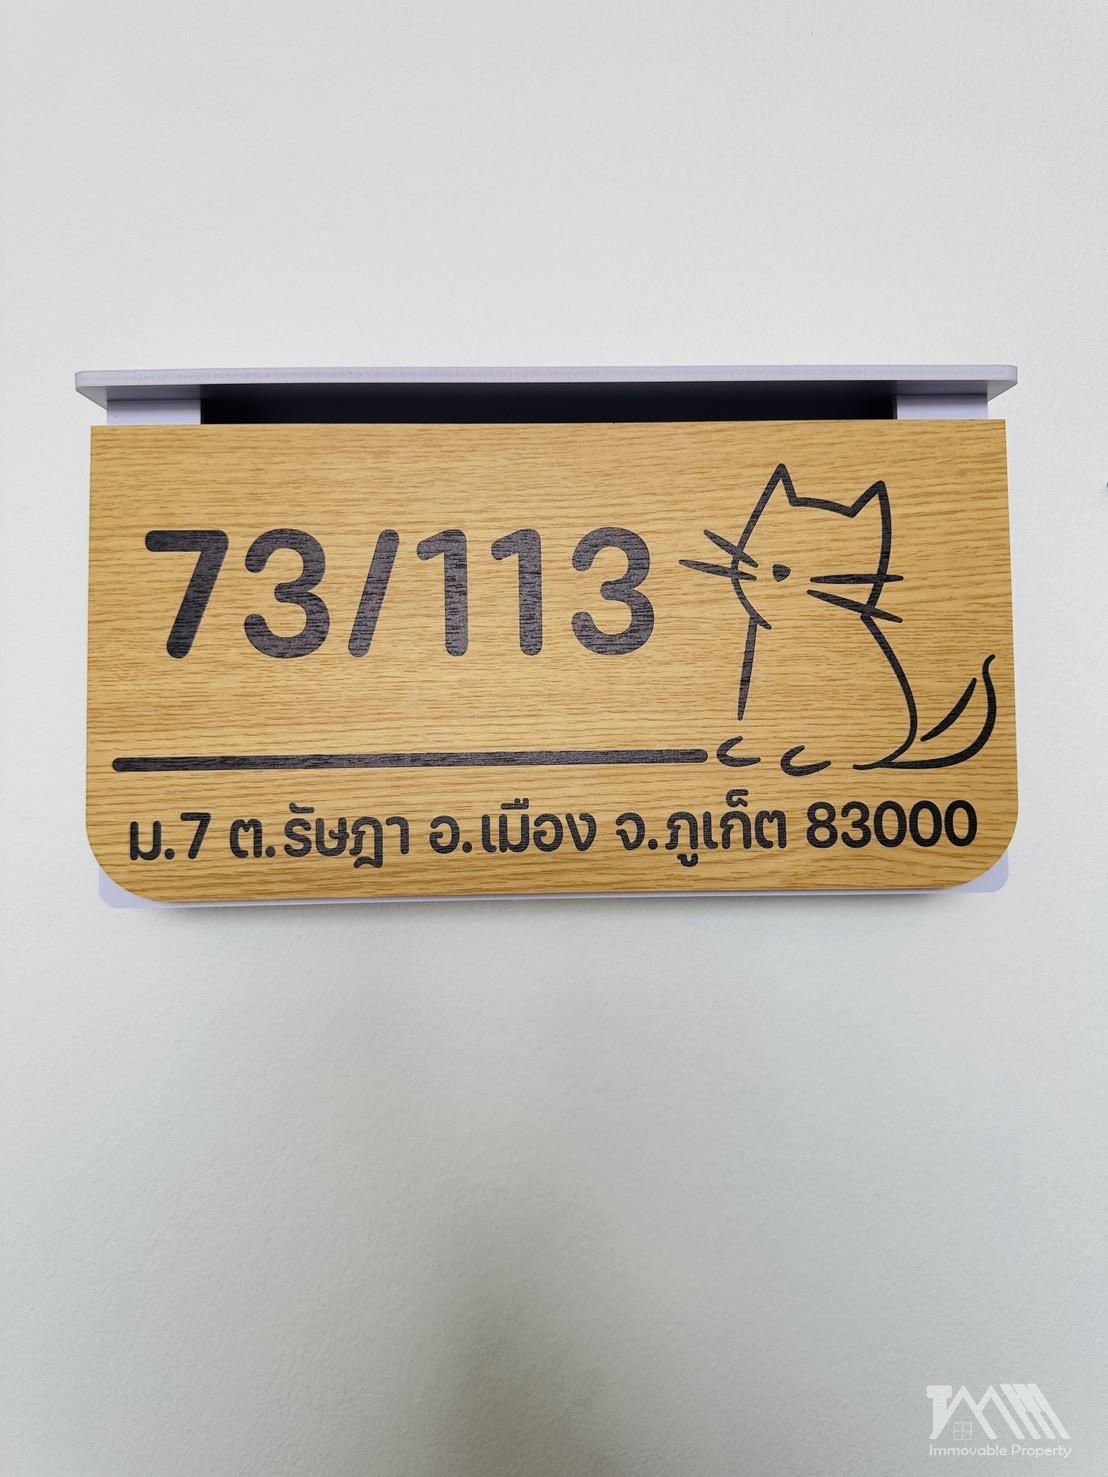 73/113
ม.7 ต.รัษฎา อ.เมือง จ.ภูเก็ต 83000
Immovable Property